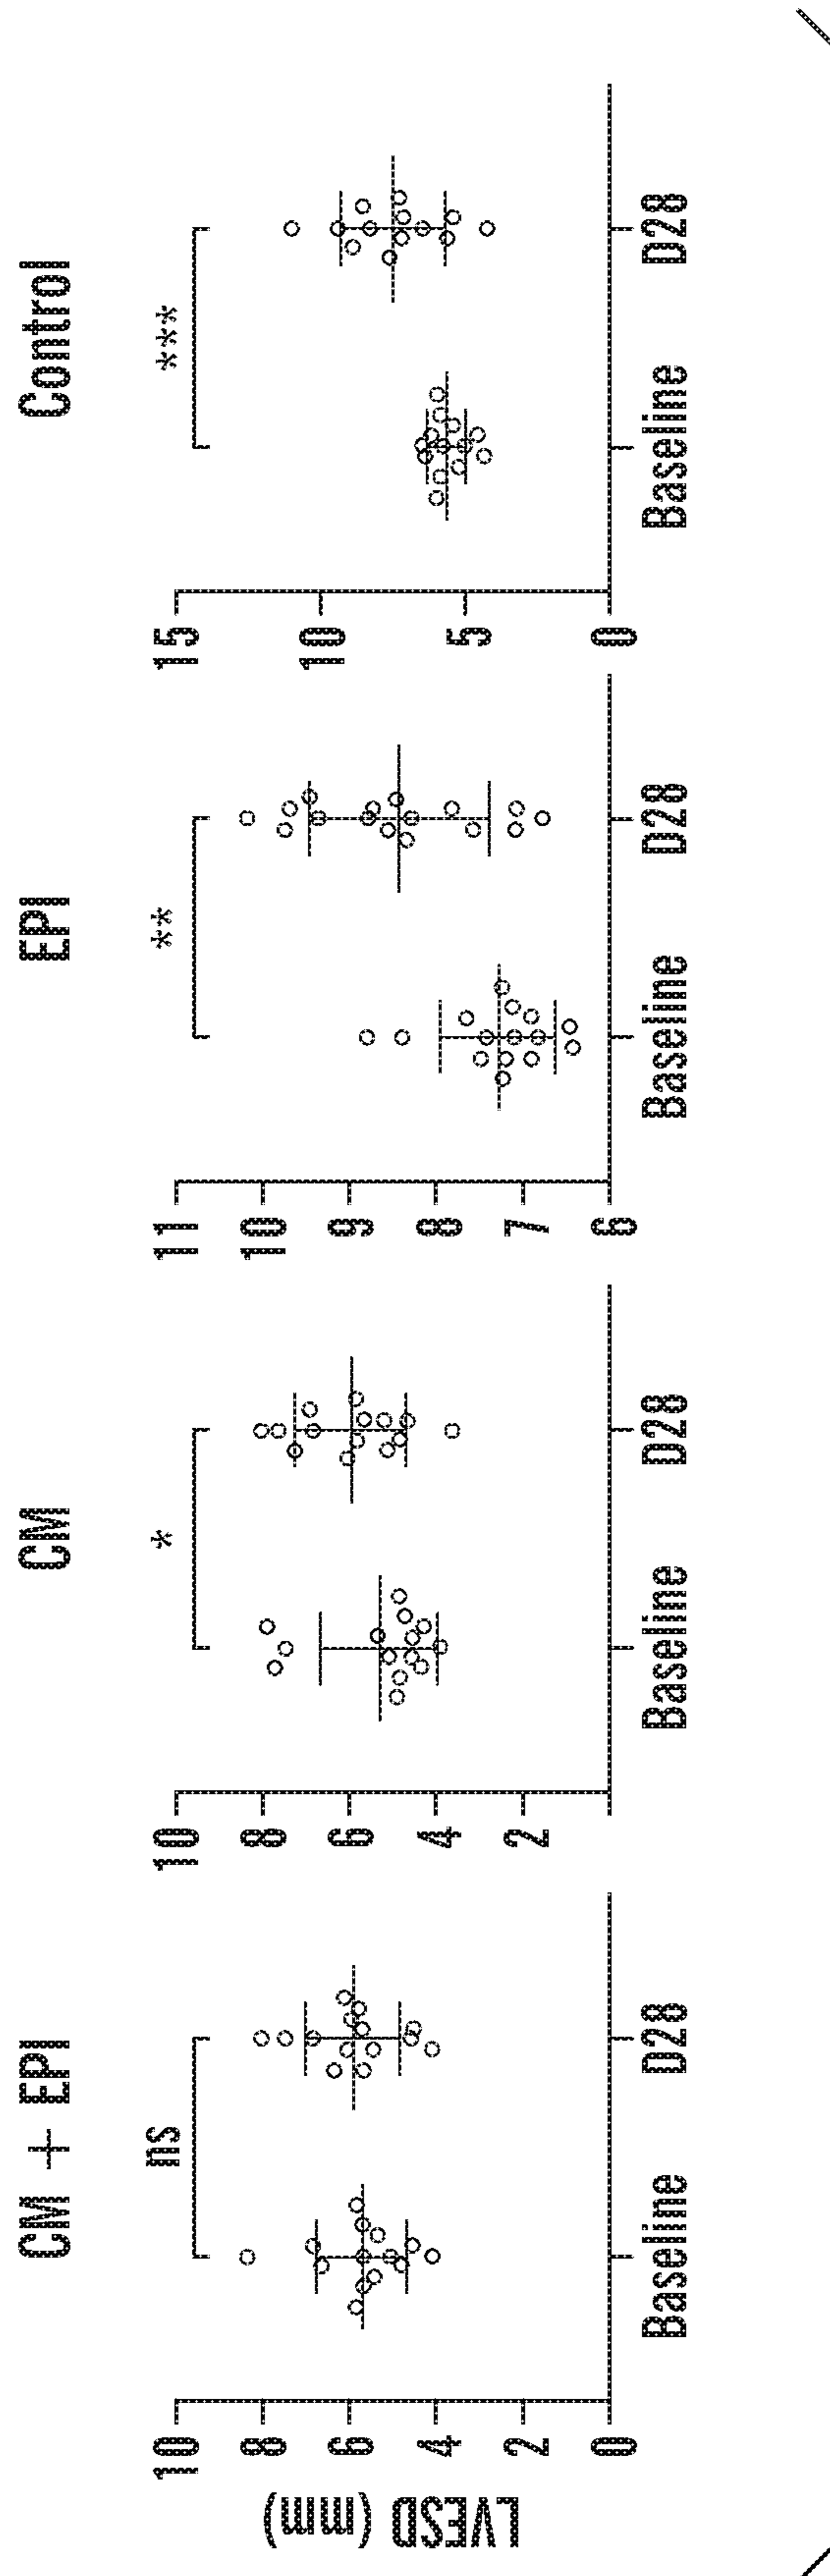 LVESD (mm)
CM + EPI
ns
10
8
6
4
2
0
Baseline
D28
CM
*
10
8
6
4
2
Baseline
D28
EPI
**
11
10
9
8
7
6
Baseline
D28
Control
***
15
10
5
0
Baseline
D28